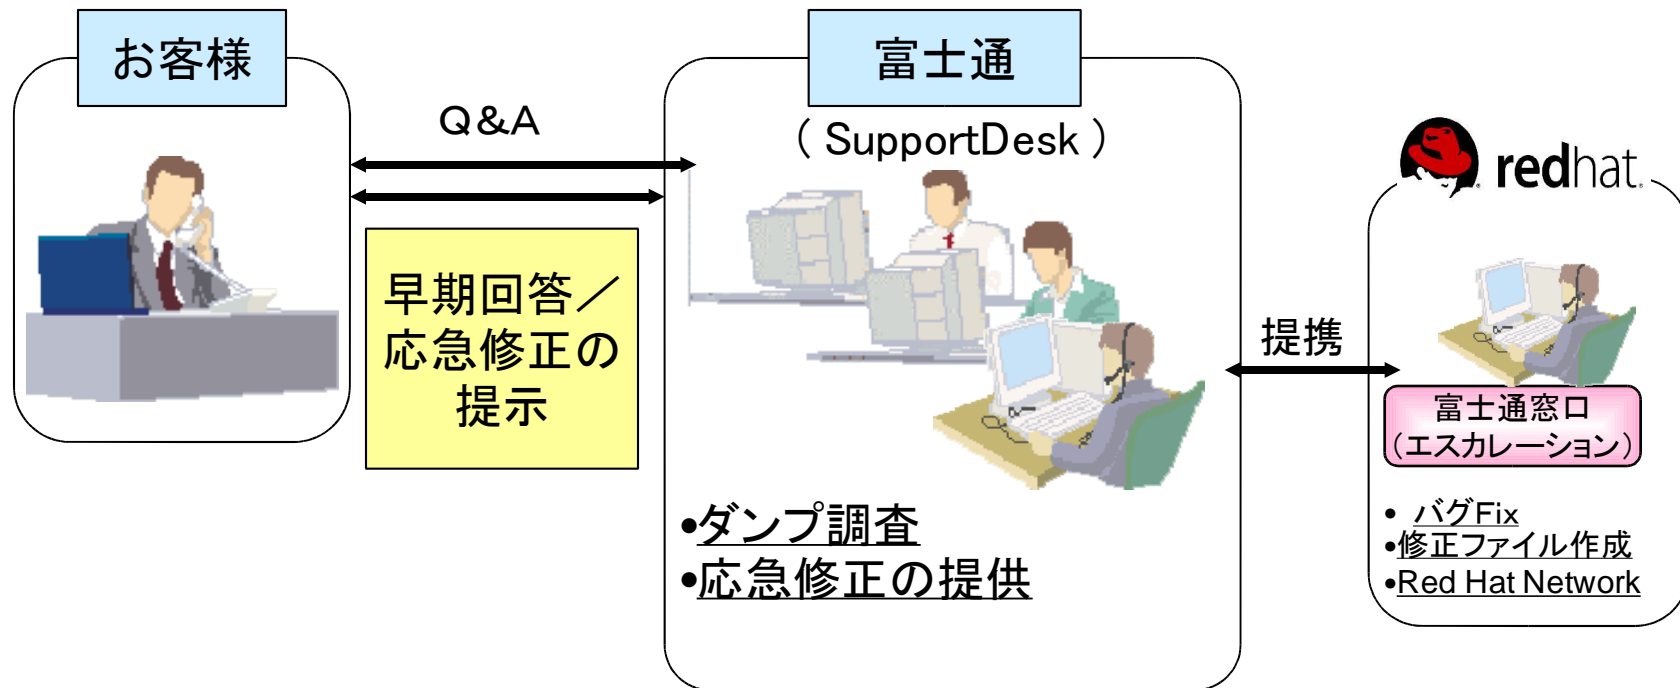 お客様
Q&A
早期回答／
応急修正の
提示
富士通
( SupportDesk )
•ダンプ調査
•応急修正の提供
提携
redhat.
富士通窓口
(エスカレーション)
• バグFix
•修正ファイル作成
•Red Hat Network